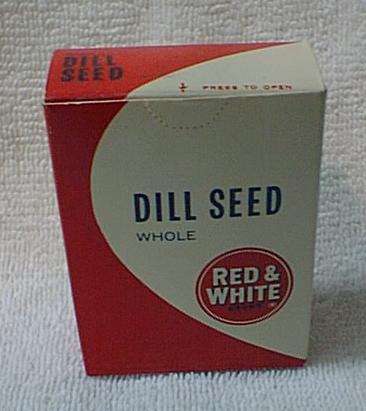 DILL
SEED
PRESS TO OPEN
DILL SEED
WHOLE
RED &
WHITE